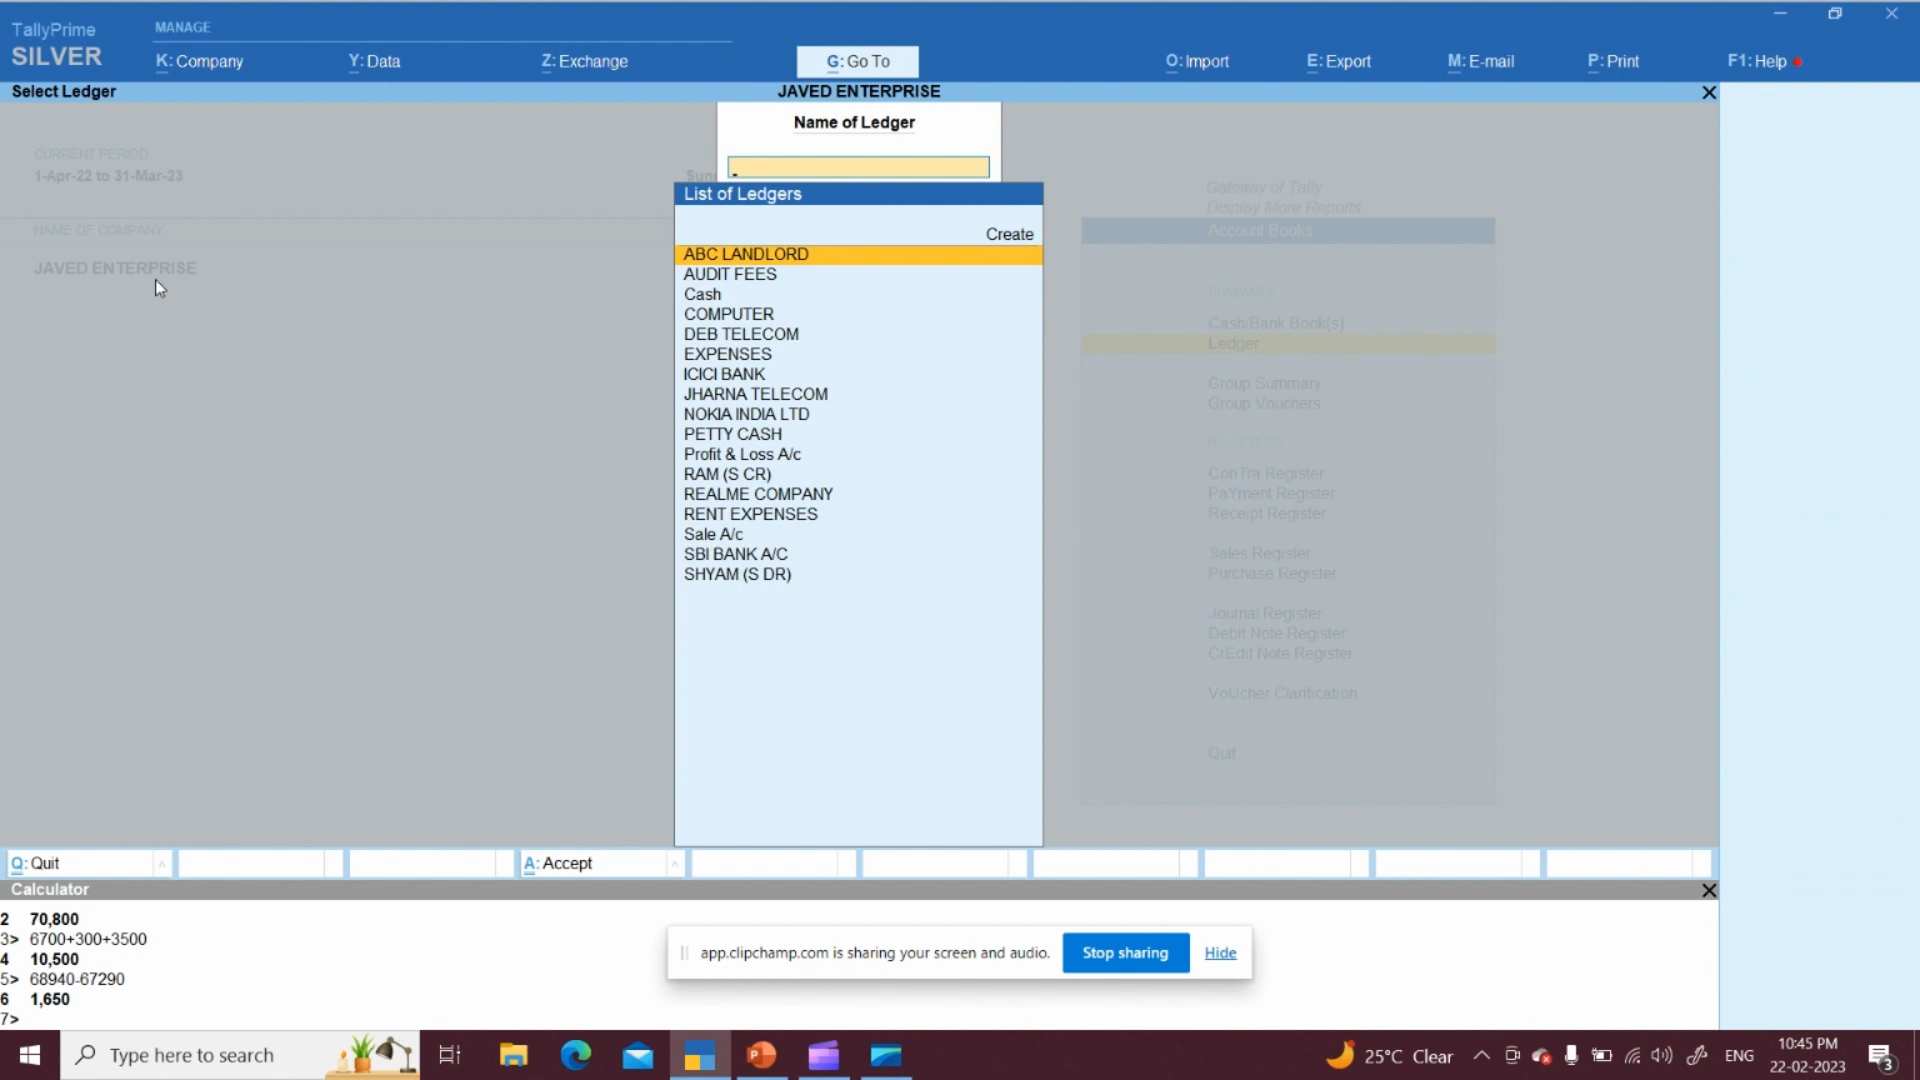 TallyPrime
SILVER
MANAGE
K: Company
Y: Data
Z: Exchange
G: Go To
O: Import
E: Export
M: E-mail
P: Print
F1: Help
Select Ledger
JAVED ENTERPRISE
Name of Ledger
CURRENT PERIOD
1-Apr-22 to 31-Mar-23
NAME OF COMPANY
JAVED ENTERPRISE
List of Ledgers
Create
ABC LANDLORD
AUDIT FEES
Cash
COMPUTER
DEB TELECOM
EXPENSES
ICICI BANK
JHARNA TELECOM
NOKIA INDIA LTD
PETTY CASH
Profit & Loss A/c
RAM (S CR)
REALME COMPANY
RENT EXPENSES
Sale A/c
SBI BANK A/C
SHYAM (S DR)
Gateway of Tally
Display More Reports
Account Books
SUMMARY
Cash/Bank Book(s)
Ledger
Group Summary
Group Vouchers
REGISTERS
ConTra Register
PaYment Register
Receipt Register
Sales Register
Purchase Register
Journal Register
Debit Note Register
CrEdit Note Register
VoUcher Clarification
Quit
Q: Quit
A: Accept
Calculator
2 70,800
3> 6700+300+3500
4 10,500
5> 68940-67290
6 1,650
7>
app.clipchamp.com is sharing your screen and audio.
Stop sharing
Hide
Type here to search
25°C Clear
ENG
10:45 PM
22-02-2023
3